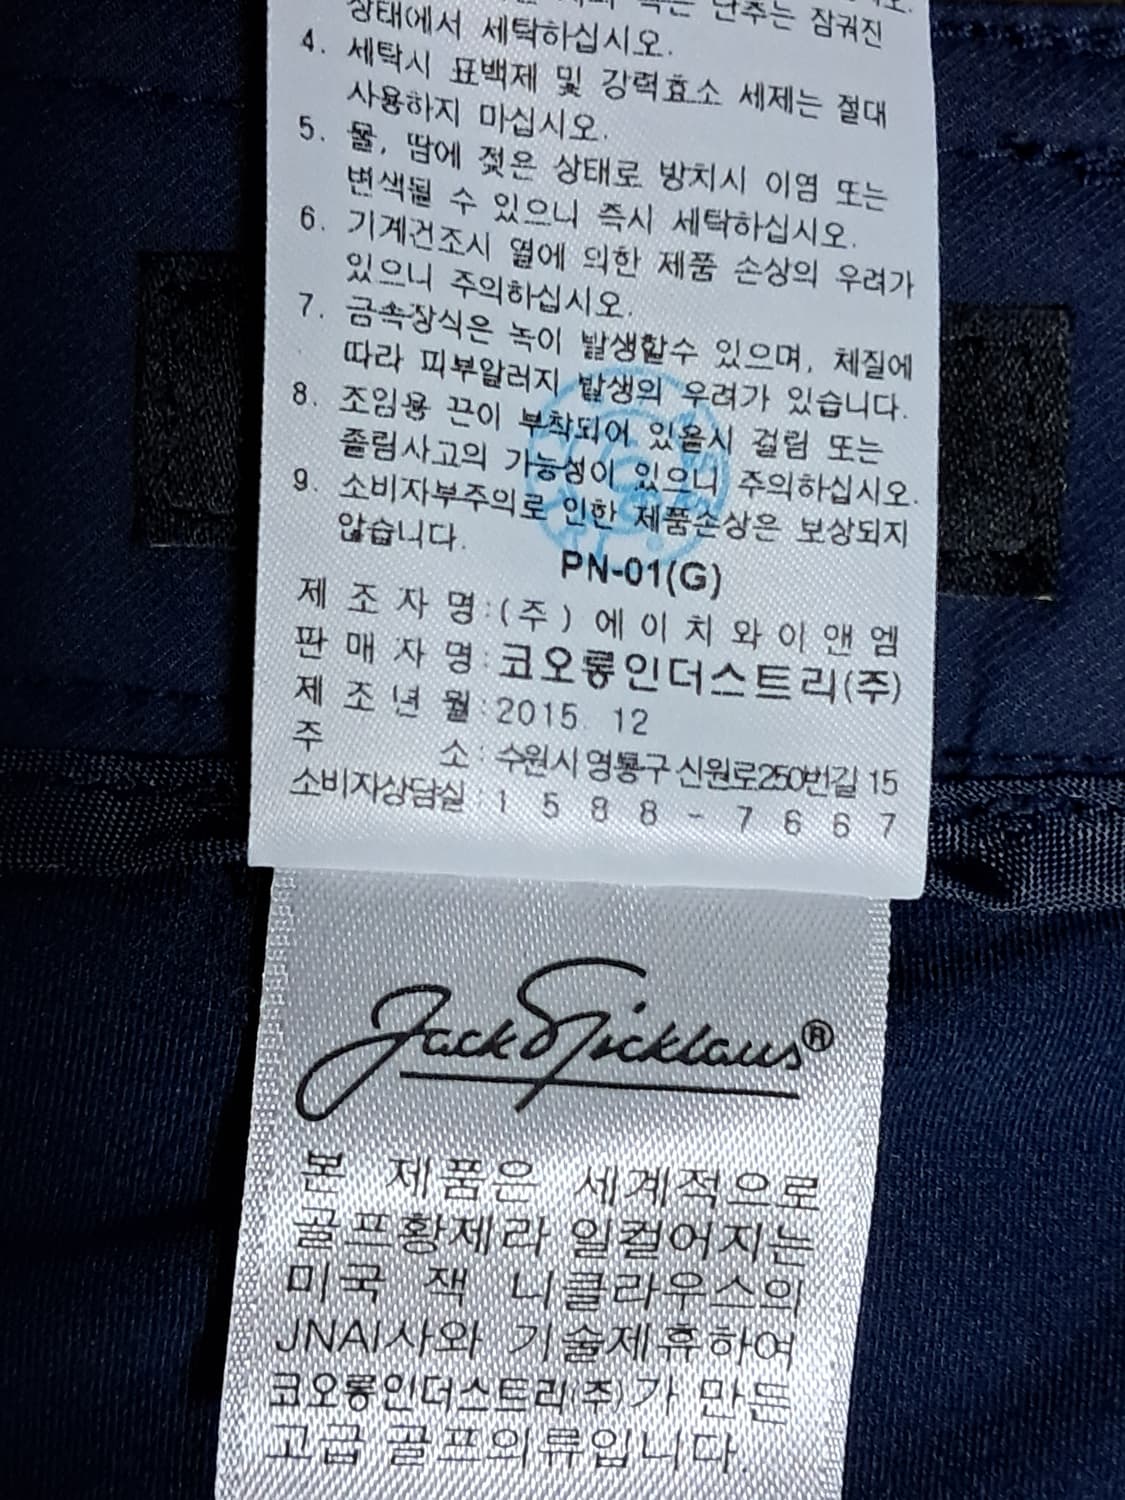 단추는 잠궈진
상태에서 세탁하십시오.
4. 세탁시 표백제 및 강력효소 세제는 절대
사용하지 마십시오.
5. 물, 땀에 젖은 상태로 방치시 이염 또는
변색될 수 있으니 즉시 세탁하십시오.
6. 기계건조시 열에 의한 제품 손상의 우려가
있으니 주의하십시오.
7. 금속장식은 녹이 발생할수 있으며, 체질에
따라 피부알러지 발생의 우려가 있습니다.
8. 조임용 끈이 부착되어 있을시 걸림 또는
졸림사고의 가능성이 있으니 주의하십시오.
9. 소비자부주의로 인한 제품손상은 보상되지
않습니다.
PN-01(G)
제 조 자 명 : (주) 에 이 치 와 이 앤 엠
판 매 자 명 : 코오롱인더스트리(주)
제 조 년 월 : 2015. 12
주 소 : 수원시 영통구 신원로250번길 15
소비자상담실 : 1 5 8 8 - 7 6 6 7
Jack Nicklaus®
본 제품은 세계적으로
골프황제라 일컬어지는
미국 잭 니클라우스의
JNAI사와 기술제휴하여
코오롱인더스트리(주)가 만든
고급 골프의류입니다.